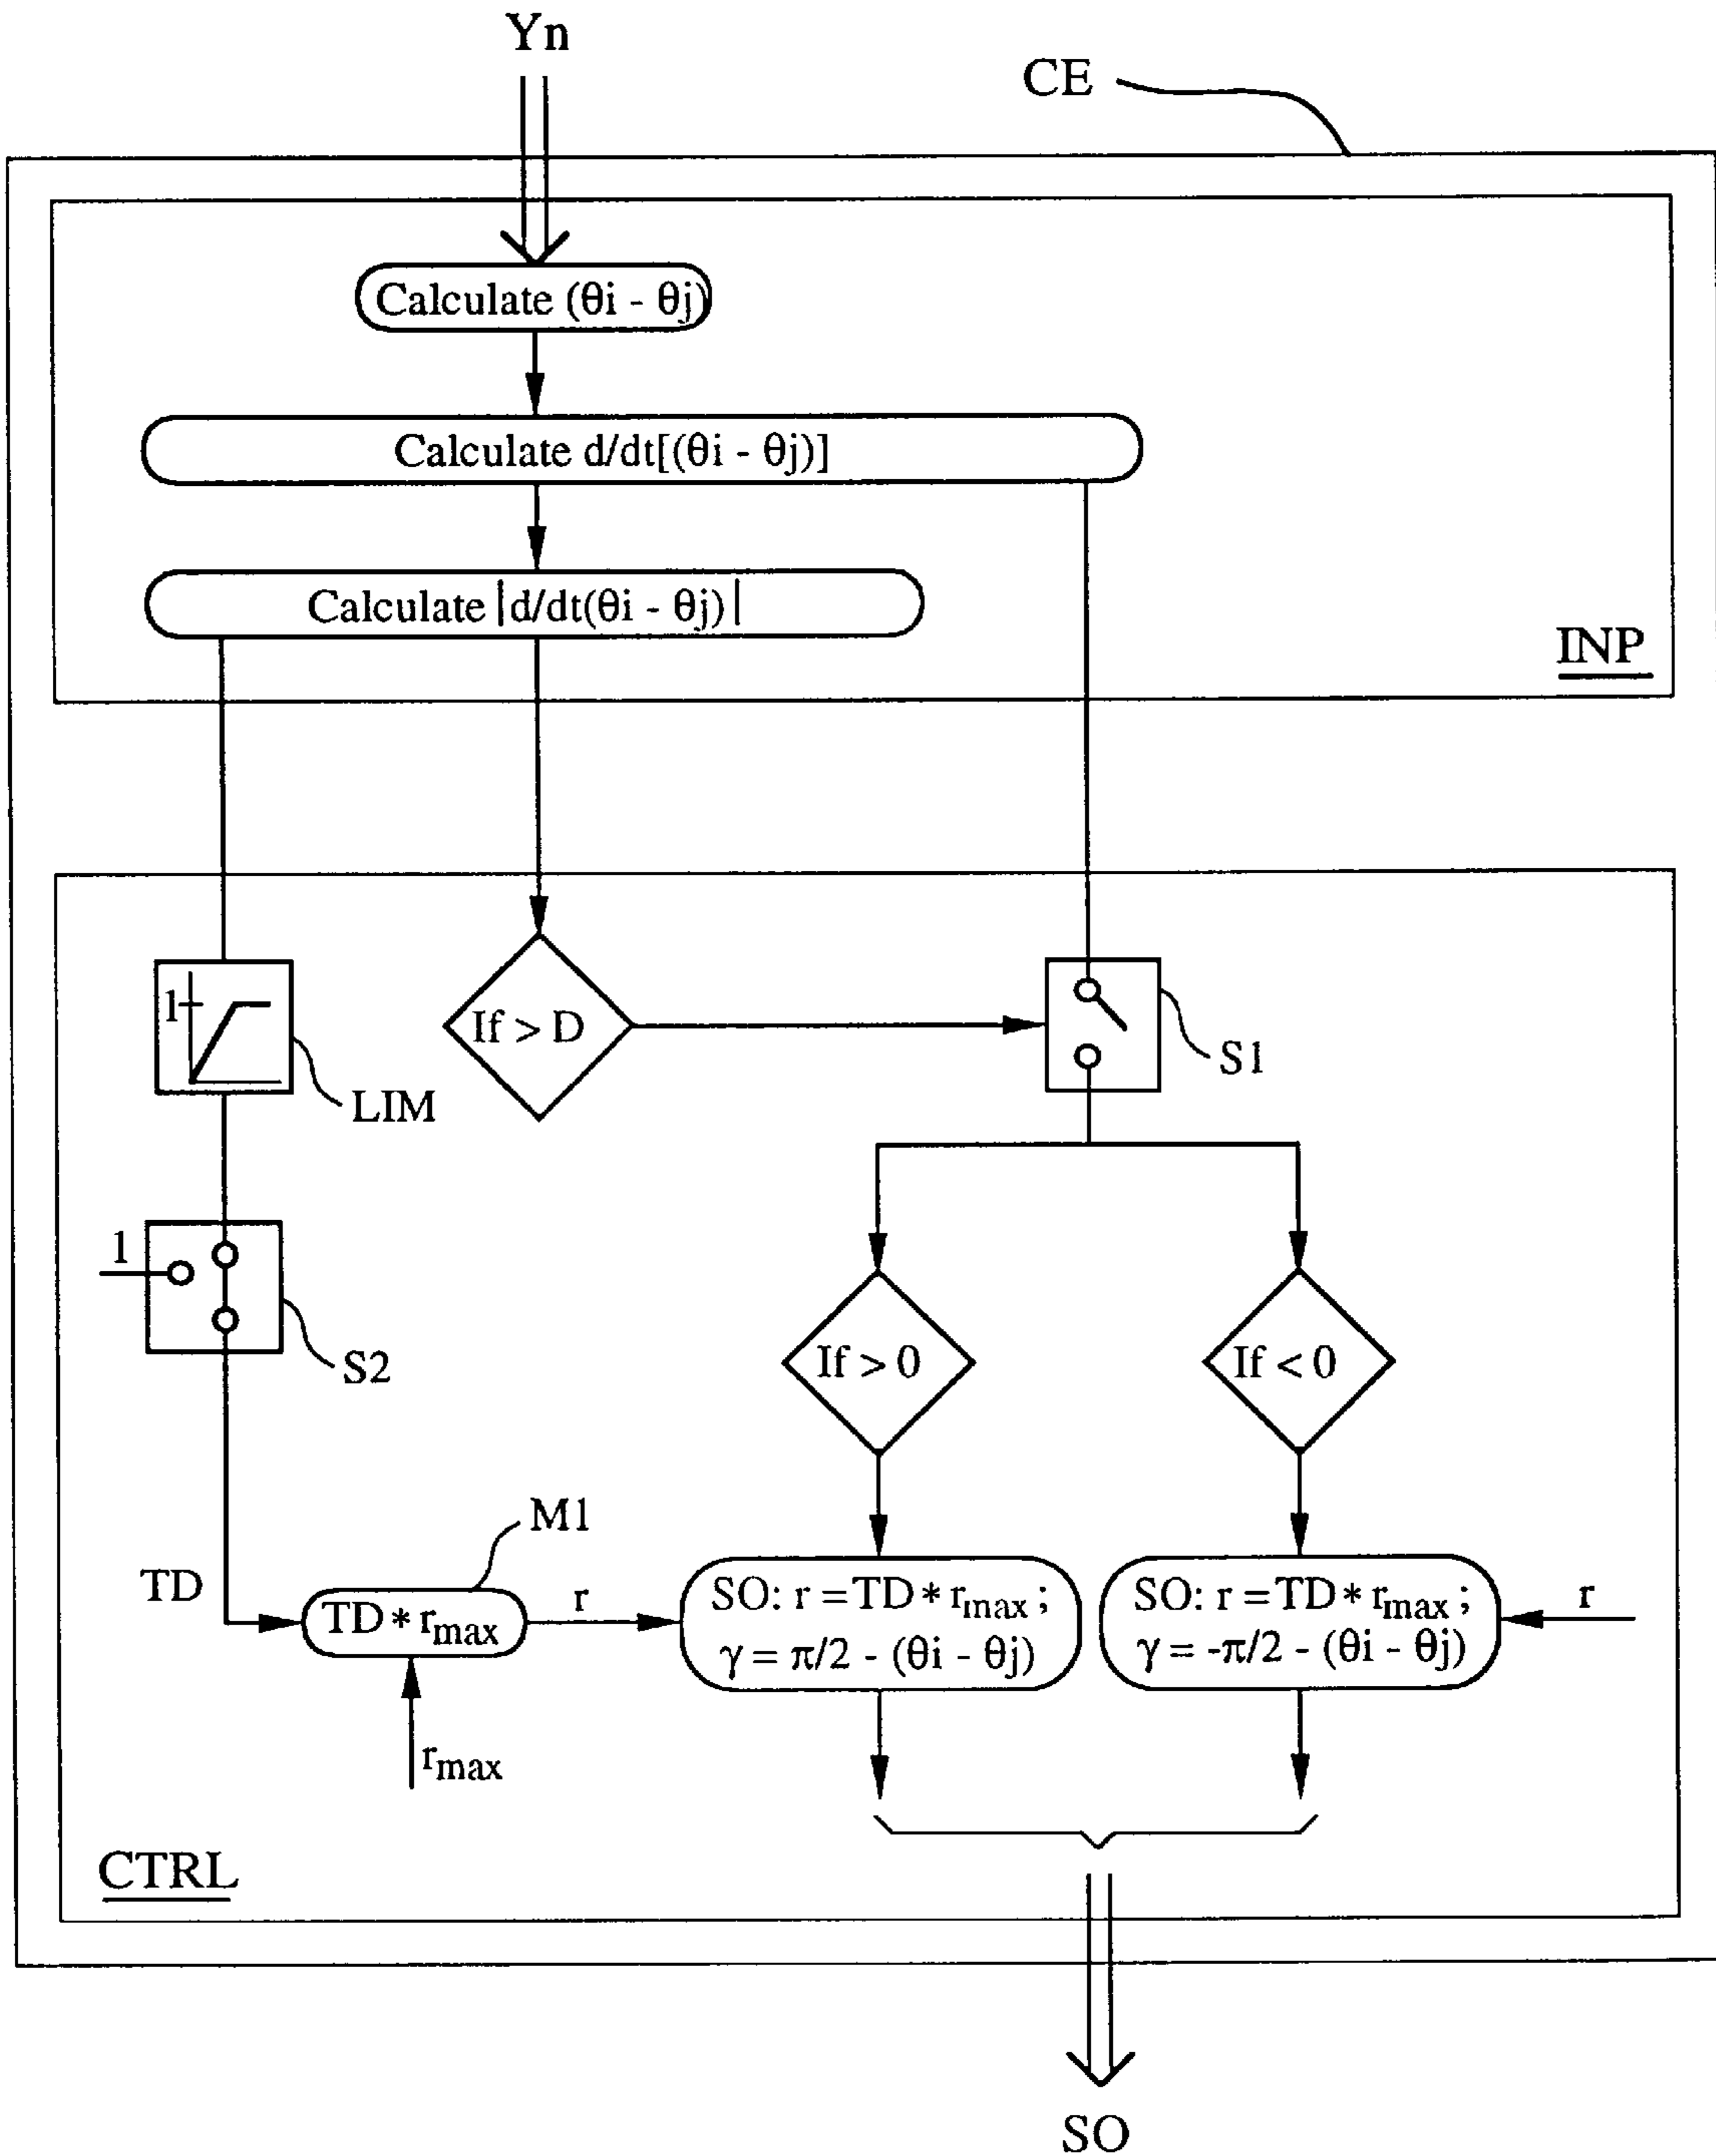 Yn
CE
Calculate (θi - θj)
Calculate d/dt[(θi - θj)]
Calculate |d/dt(θi - θj)|
INP
1
LIM
If > D
S1
1
S2
If > 0
If < 0
M1
TD
TD * rmax
r
SO: r = TD * rmax ;
γ = π/2 - (θi - θj)
SO: r = TD * rmax ;
γ = -π/2 - (θi - θj)
r
rmax
CTRL
SO